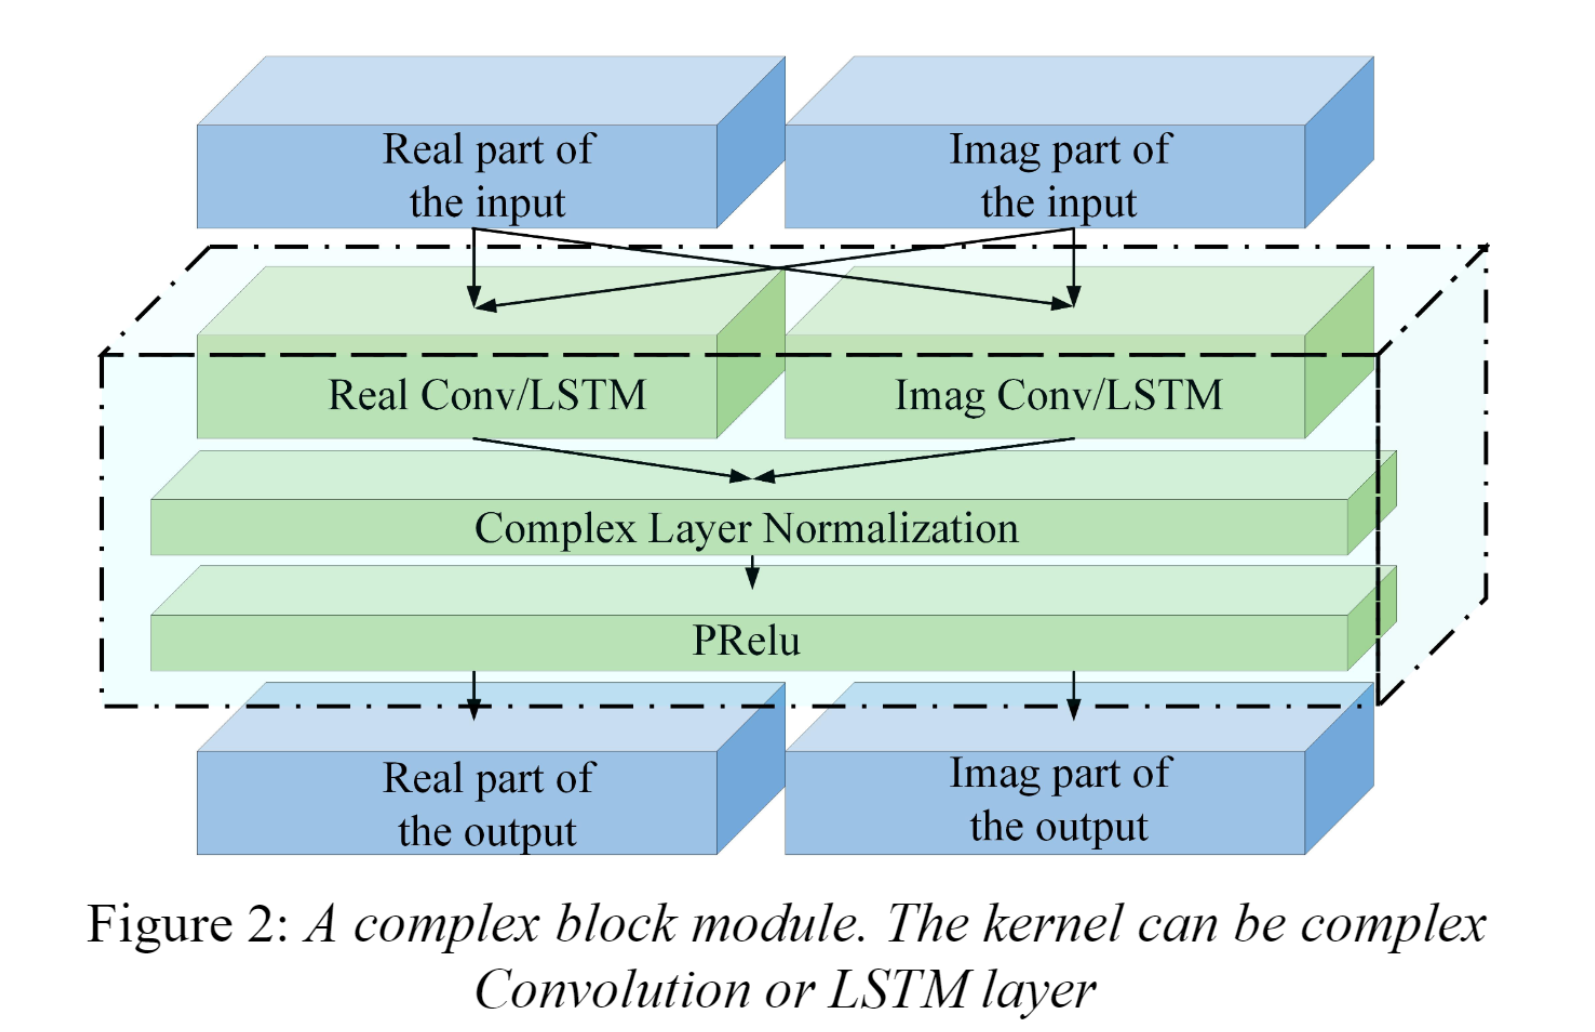 Real part of
the input
Imag part of
the input
Real Conv/LSTM
Imag Conv/LSTM
Complex Layer Normalization
PRelu
Real part of
the output
Imag part of
the output
Figure 2: A complex block module. The kernel can be complex
Convolution or LSTM layer